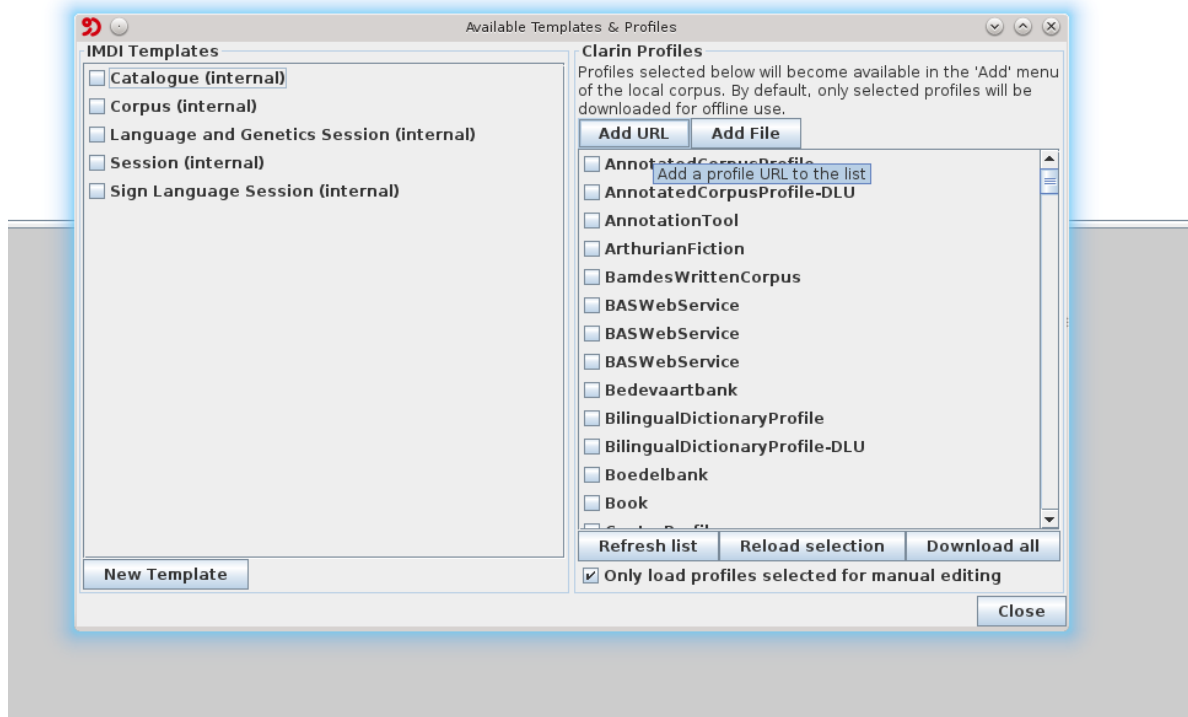 Available Templates & Profiles
IMDI Templates
Catalogue (internal)
Corpus (internal)
Language and Genetics Session (internal)
Session (internal)
Sign Language Session (internal)
New Template
Clarin Profiles
Profiles selected below will become available in the 'Add' menu
of the local corpus. By default, only selected profiles will be
downloaded for offline use.
Add URL Add File
AnnotatedCorpusProfile
Add a profile URL to the list
AnnotatedCorpusProfile-DLU
AnnotationTool
ArthurianFiction
BamdesWrittenCorpus
BASWebService
BASWebService
BASWebService
Bedevaartbank
BilingualDictionaryProfile
BilingualDictionaryProfile-DLU
Boedelbank
Book
Refresh list Reload selection Download all
Only load profiles selected for manual editing
Close